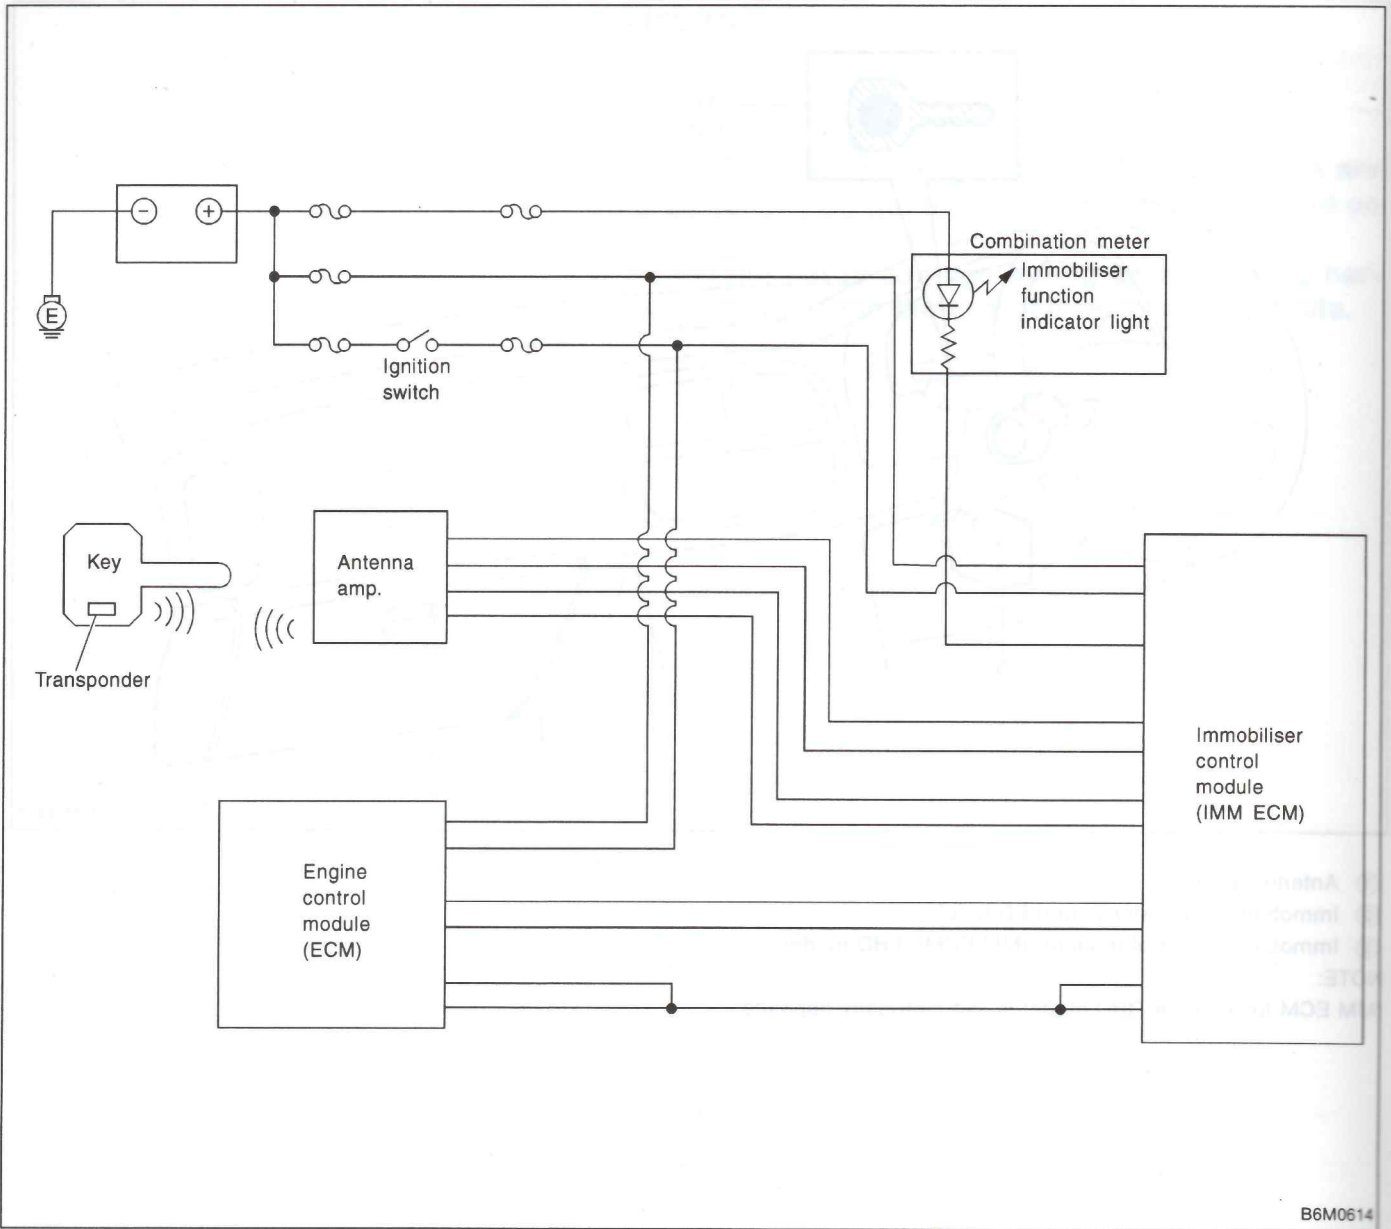 − +
Combination meter
Immobiliser
function
indicator light
E
Ignition
switch
Key
Antenna
amp.
Transponder
Immobiliser
control
module
(IMM ECM)
Engine
control
module
(ECM)
B6M0614